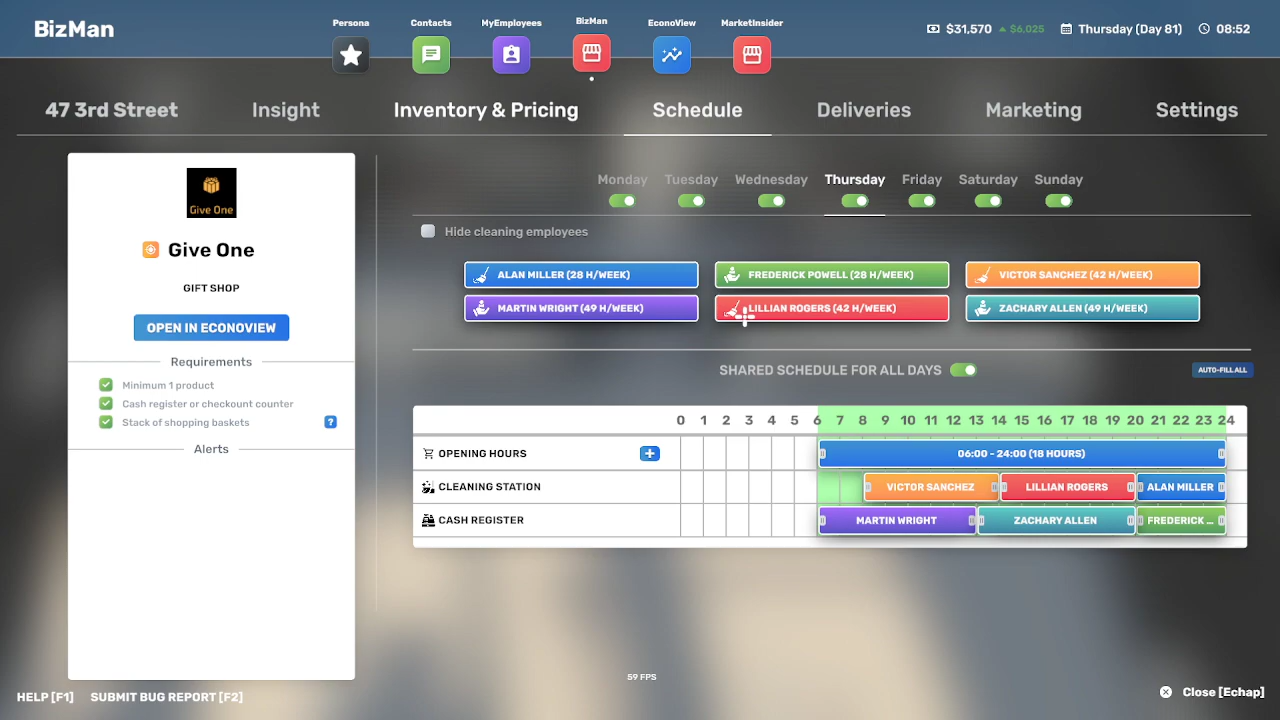 BizMan
Persona
Contacts
MyEmployees
BizMan
EconoView
MarketInsider
$31,570 $6,025 Thursday (Day 81) 08:52
47 3rd Street Insight Inventory & Pricing Schedule Deliveries Marketing Settings
Give One
Give One
GIFT SHOP
OPEN IN ECONOVIEW
Requirements
Minimum 1 product
Cash register or checkount counter
Stack of shopping baskets ?
Alerts
Monday Tuesday Wednesday Thursday Friday Saturday Sunday
Hide cleaning employees
ALAN MILLER (28 H/WEEK) FREDERICK POWELL (28 H/WEEK) VICTOR SANCHEZ (42 H/WEEK)
MARTIN WRIGHT (49 H/WEEK) LILLIAN ROGERS (42 H/WEEK) ZACHARY ALLEN (49 H/WEEK)
SHARED SCHEDULE FOR ALL DAYS AUTO-FILL ALL
0 1 2 3 4 5 6 7 8 9 10 11 12 13 14 15 16 17 18 19 20 21 22 23 24
OPENING HOURS + 06:00 - 24:00 (18 HOURS)
CLEANING STATION VICTOR SANCHEZ LILLIAN ROGERS ALAN MILLER
CASH REGISTER MARTIN WRIGHT ZACHARY ALLEN FREDERICK ...
59 FPS
HELP [F1] SUBMIT BUG REPORT [F2] Close [Echap]